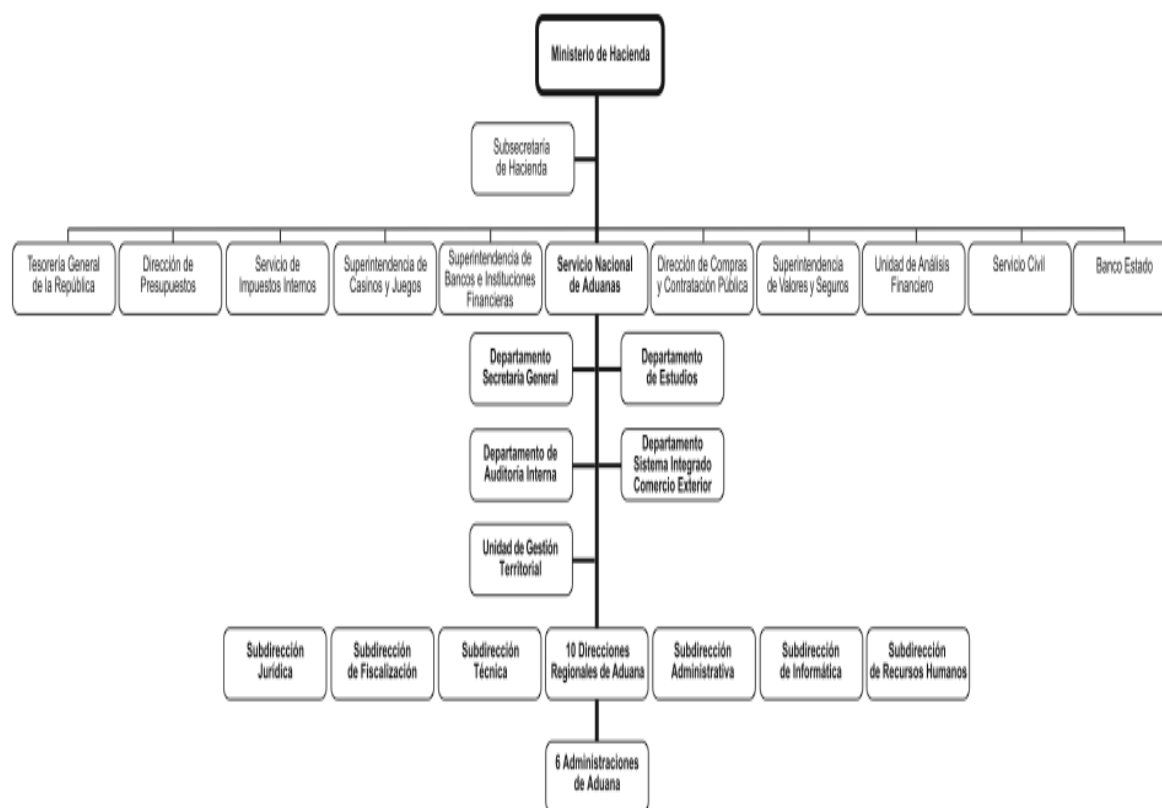 Ministerio de Hacienda
Subsecretaría
de Hacienda
Tesorería General
de la República
Dirección de
Presupuestos
Servicio de
Impuestos Internos
Superintendencia de
Casinos y Juegos
Superintendencia de
Bancos e Instituciones
Financieras
Servicio Nacional
de Aduanas
Dirección de Compras
y Contratación Pública
Superintendencia
de Valores y Seguros
Unidad de Análisis
Financiero
Servicio Civil
Banco Estado
Departamento
Secretaría General
Departamento
de Estudios
Departamento de
Auditoría Interna
Departamento
Sistema Integrado
Comercio Exterior
Unidad de Gestión
Territorial
Subdirección
Jurídica
Subdirección
de Fiscalización
Subdirección
Técnica
10 Direcciones
Regionales de Aduana
Subdirección
Administrativa
Subdirección
de Informática
Subdirección
de Recursos Humanos
6 Administraciones
de Aduana